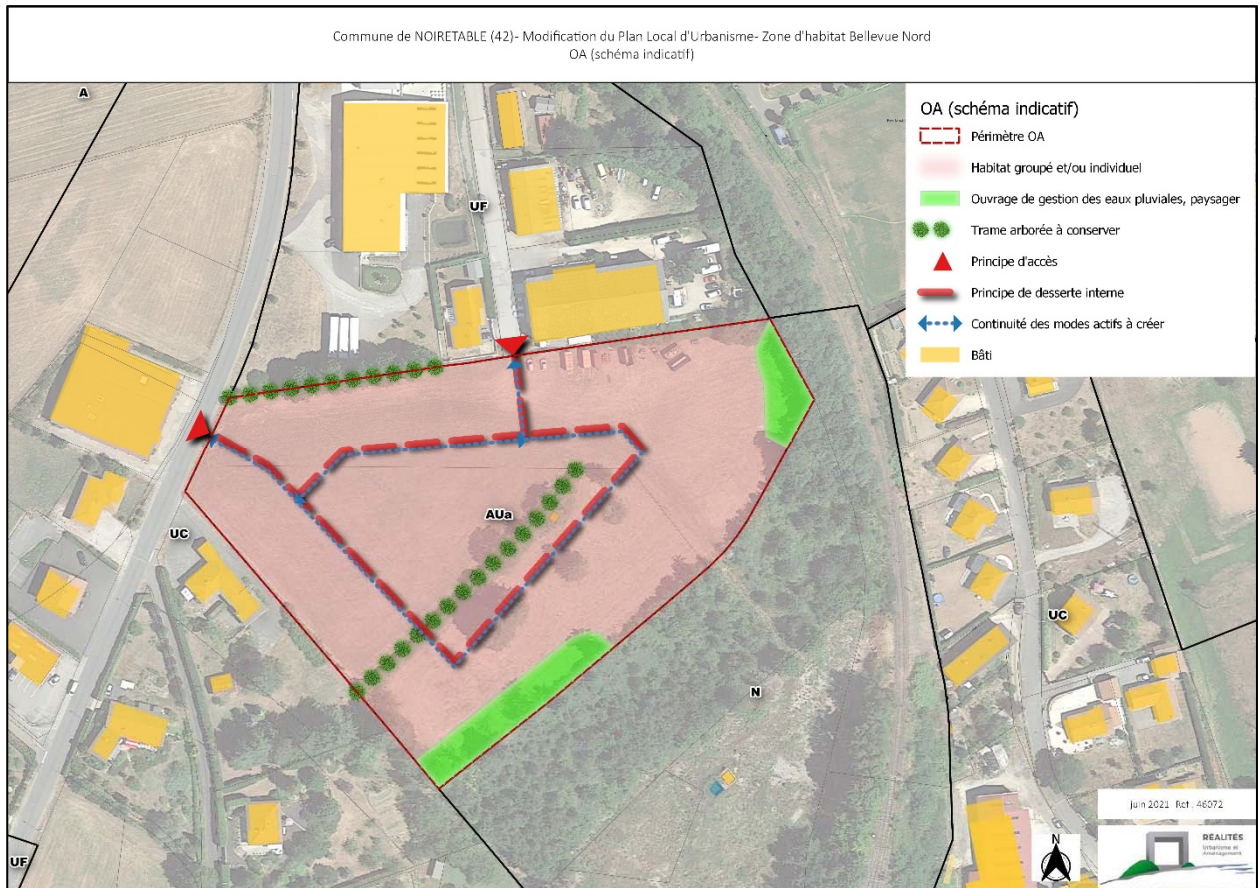 Commune de NOIRETABLE (42)- Modification du Plan Local d'Urbanisme- Zone d'habitat Bellevue Nord
OA (schéma indicatif)
A
OA (schéma indicatif)
Périmètre OA
Habitat groupé et/ou individuel
Ouvrage de gestion des eaux pluviales, paysager
Trame arborée à conserver
Principe d'accès
Principe de desserte interne
Continuité des modes actifs à créer
Bâti
UF
AUa
UC
UC
N
UF
juin 2021 Ref : 46072
N
RÉALITÉS
Urbanisme et
Aménagement